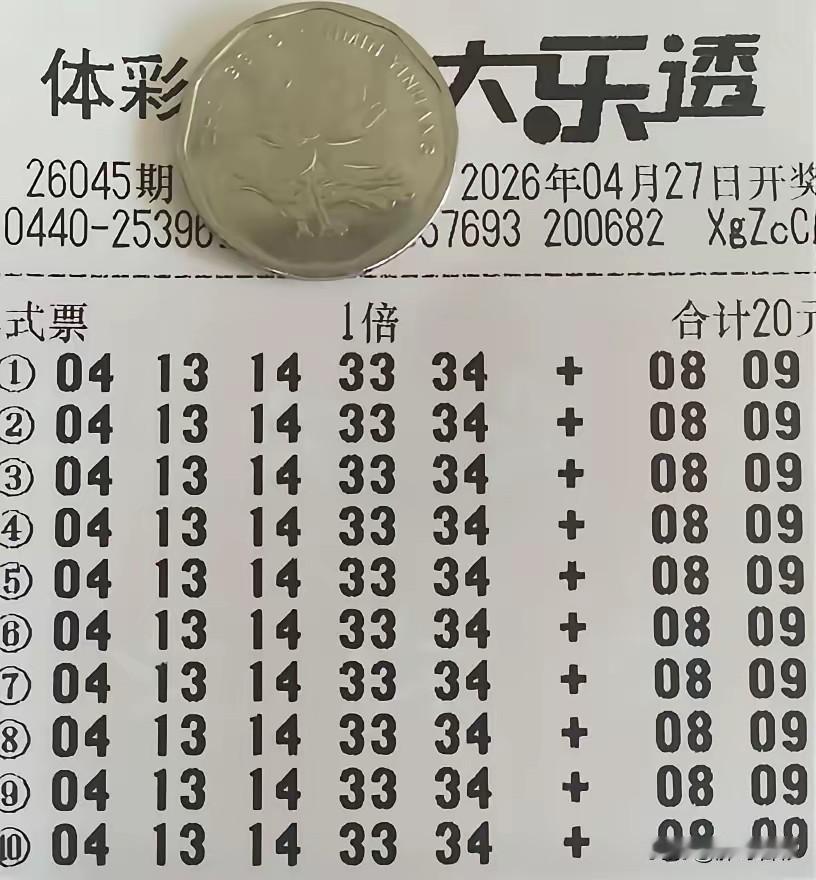 体彩 大乐透
26045期 2026年04月27日开奖
0440-25396 57693 200682 XgZcC
式票 1倍 合计20元
① 04 13 14 33 34 + 08 09
② 04 13 14 33 34 + 08 09
③ 04 13 14 33 34 + 08 09
④ 04 13 14 33 34 + 08 09
⑤ 04 13 14 33 34 + 08 09
⑥ 04 13 14 33 34 + 08 09
⑦ 04 13 14 33 34 + 08 09
⑧ 04 13 14 33 34 + 08 09
⑨ 04 13 14 33 34 + 08 09
⑩ 04 13 14 33 34 + 08 09